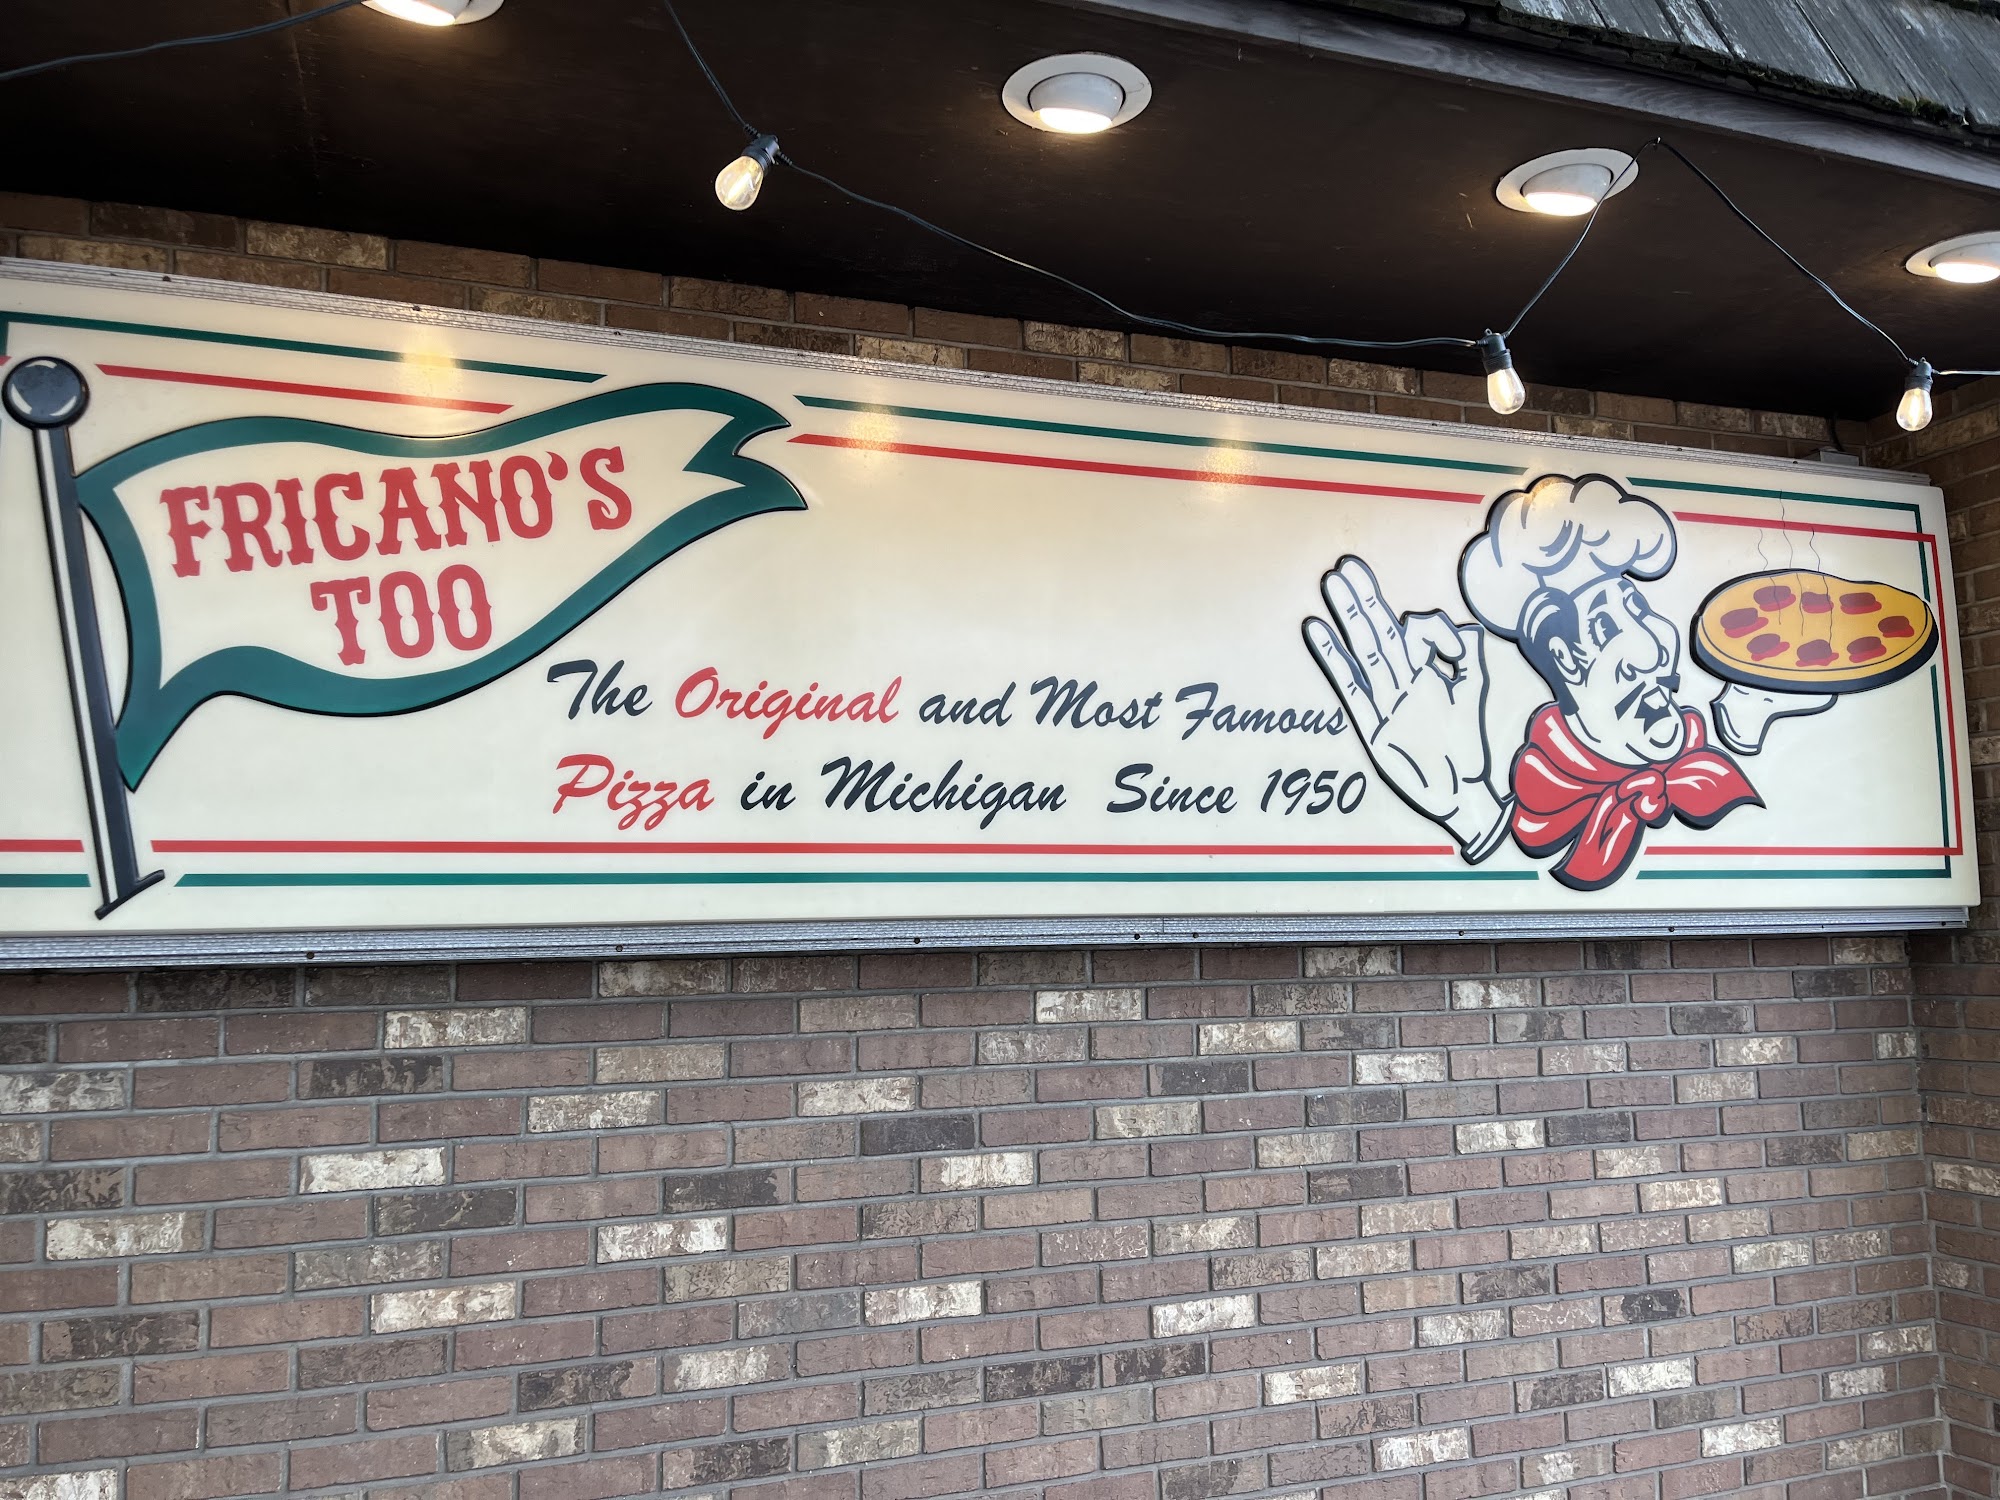 FRICANO'S
TOO
The Original and Most Famous
Pizza in Michigan Since 1950